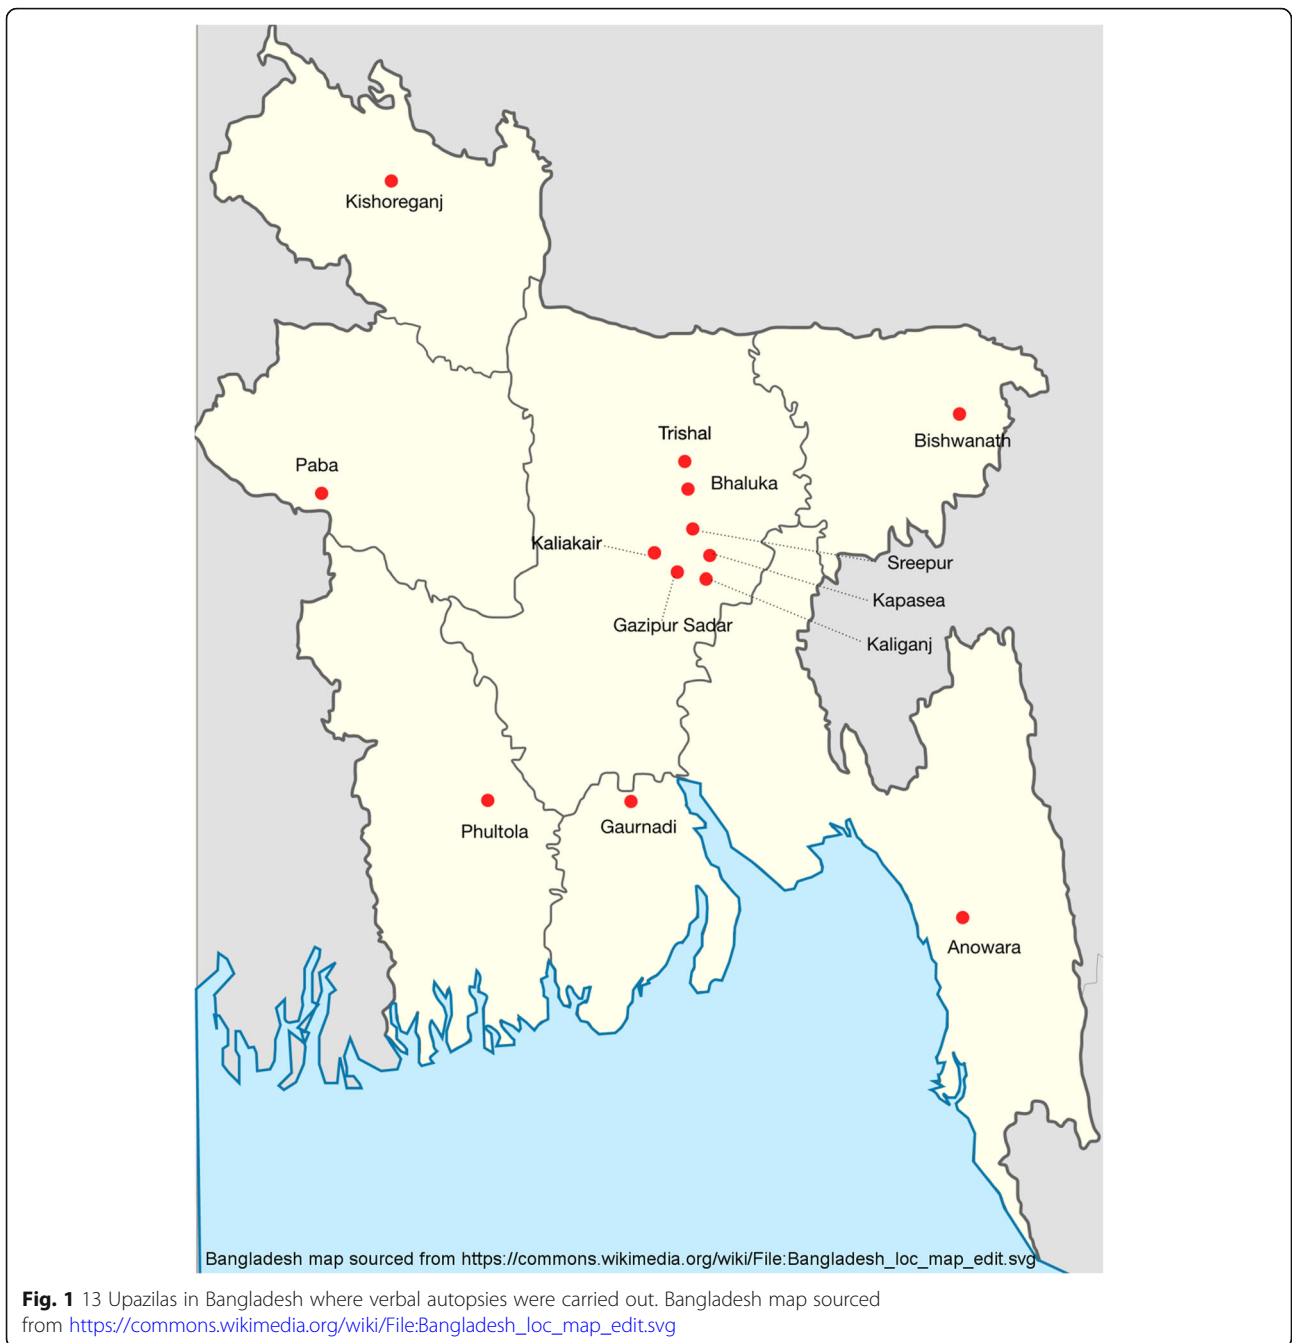 Kishoreganj
Trishal
Bishwanath
Paba
Bhaluka
Kaliakair
Sreepur
Kapasea
Gazipur Sadar
Kaliganj
Phultola
Gaurnadi
Anowara
Bangladesh map sourced from https://commons.wikimedia.org/wiki/File:Bangladesh_loc_map_edit.svg
Fig. 1 13 Upazilas in Bangladesh where verbal autopsies were carried out. Bangladesh map sourced
from https://commons.wikimedia.org/wiki/File:Bangladesh_loc_map_edit.svg